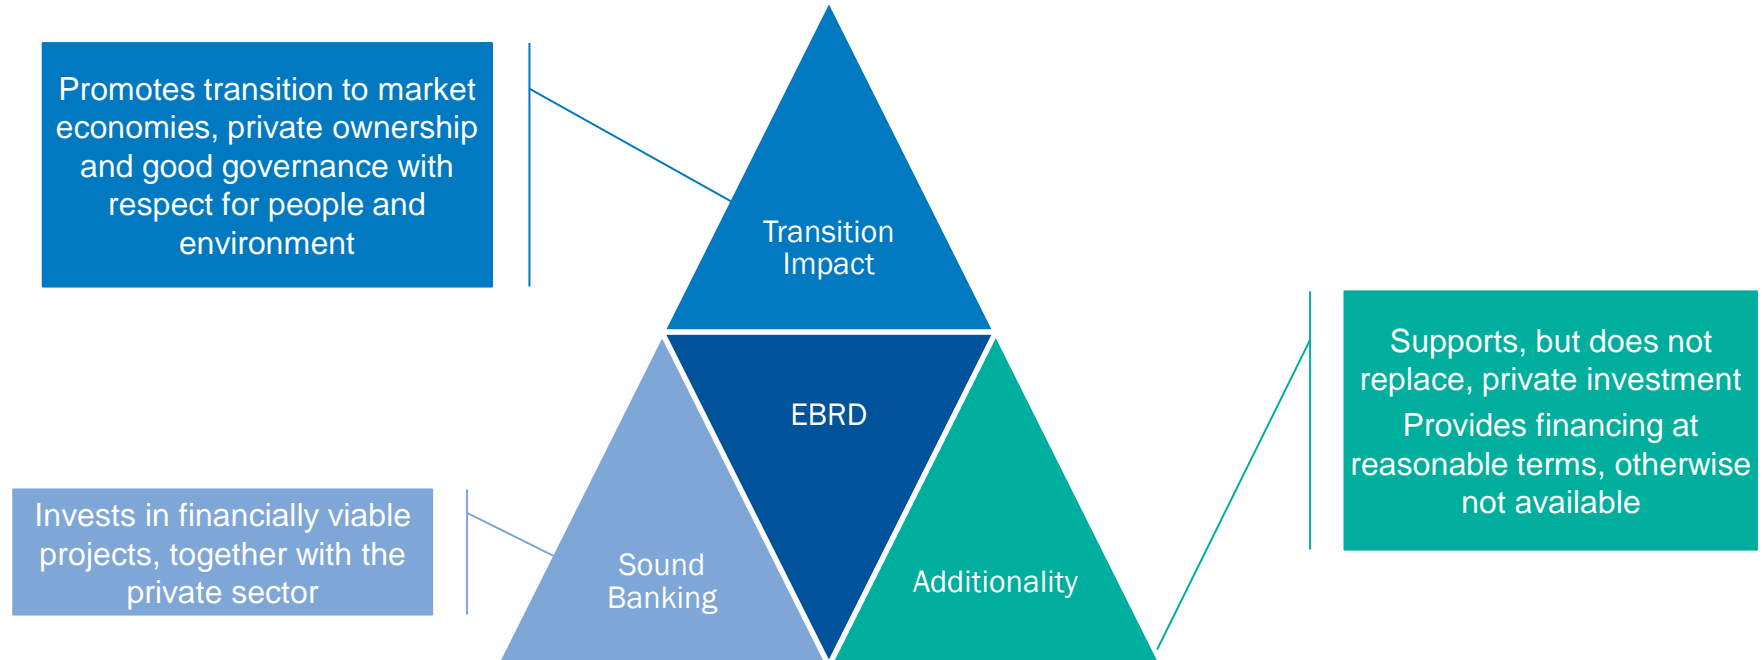 Promotes transition to market
economies, private ownership
and good governance with
respect for people and
environment
Transition
Impact
Supports, but does not
replace, private investment
Provides financing at
reasonable terms, otherwise
not available
EBRD
Invests in financially viable
projects, together with the
private sector
Sound
Banking
Additionality